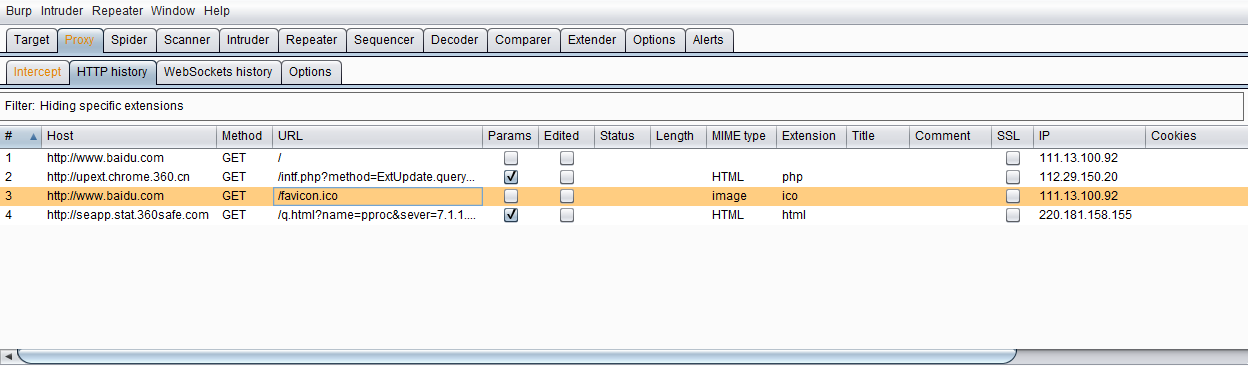 Burp Intruder Repeater Window Help
Target Proxy Spider Scanner Intruder Repeater Sequencer Decoder Comparer Extender Options Alerts
Intercept HTTP history WebSockets history Options
Filter: Hiding specific extensions
# Host Method URL Params Edited Status Length MIME type Extension Title Comment SSL IP Cookies
1 http://www.baidu.com GET / 111.13.100.92
2 http://upext.chrome.360.cn GET /intf.php?method=ExtUpdate.query... HTML php 112.29.150.20
3 http://www.baidu.com GET /favicon.ico image ico 111.13.100.92
4 http://seapp.stat.360safe.com GET /q.html?name=pproc&sever=7.1.1.... HTML html 220.181.158.155